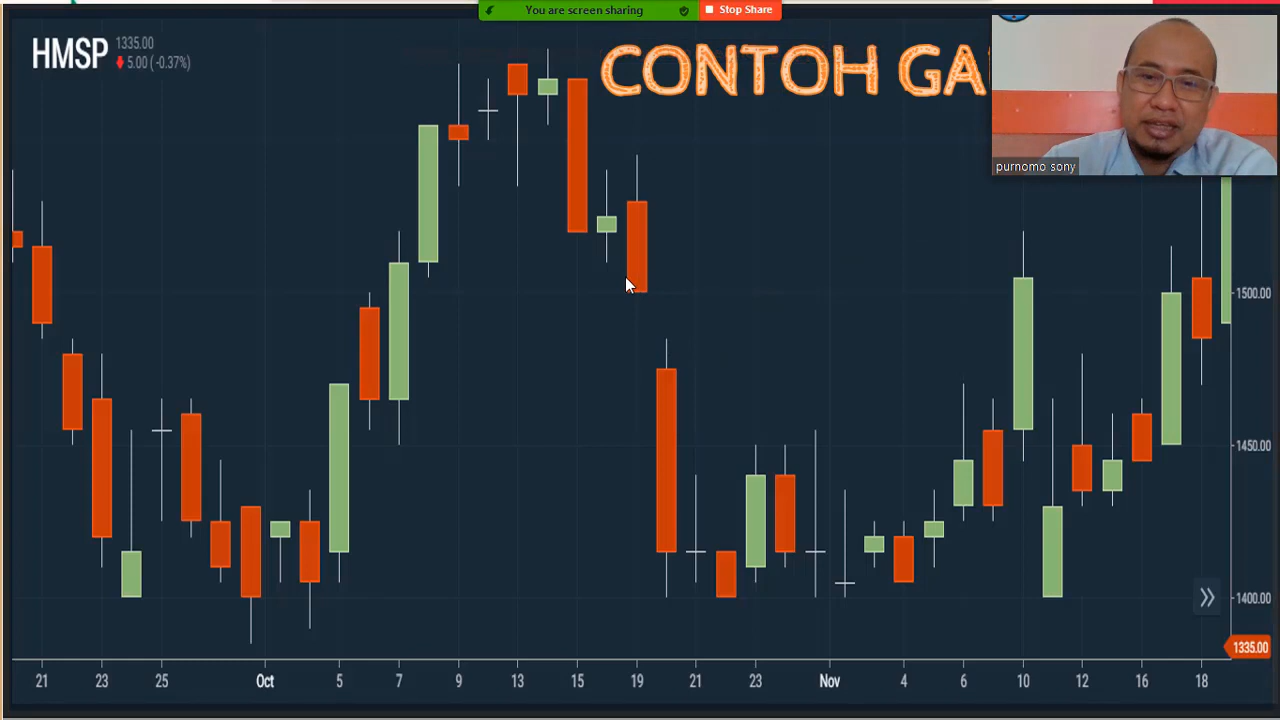 You are screen sharing
Stop Share
HMSP
1335.00
5.00 (-0.37%)
CONTOH GA
purnomo sony
1500.00
1450.00
1400.00
1335.00
21 23 25 Oct 5 7 9 13 15 19 21 23 Nov 4 6 10 12 16 18